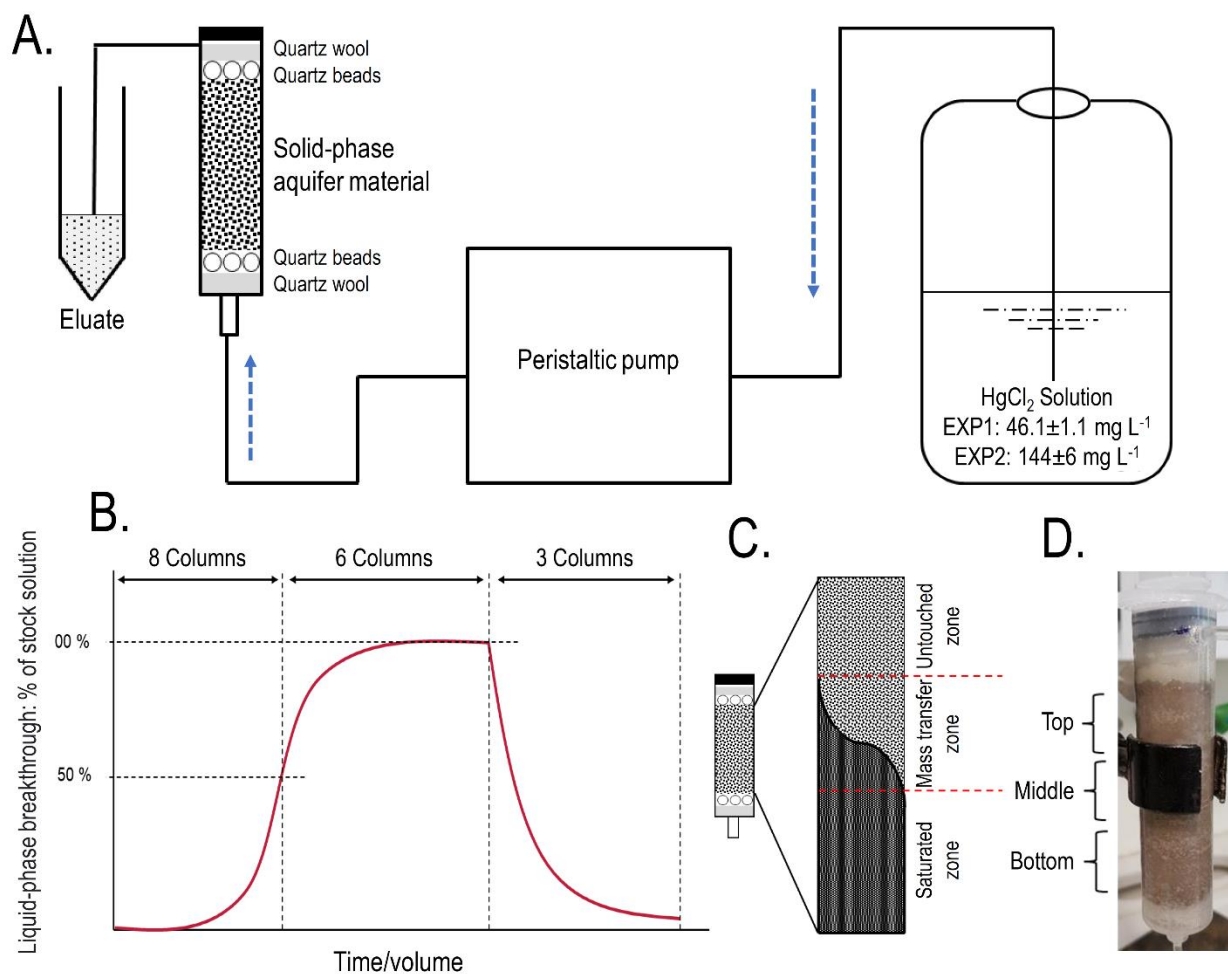 A.
Quartz wool
Quartz beads
Solid-phase
aquifer material
Quartz beads
Quartz wool
Eluate
Peristaltic pump
HgCl₂ Solution
EXP1: 46.1±1.1 mg L⁻¹
EXP2: 144±6 mg L⁻¹
B.
8 Columns
6 Columns
3 Columns
Liquid-phase breakthrough: % of stock solution
00 %
50 %
Time/volume
C.
Untouched
zone
Mass transfer
zone
Saturated
zone
D.
Top
Middle
Bottom